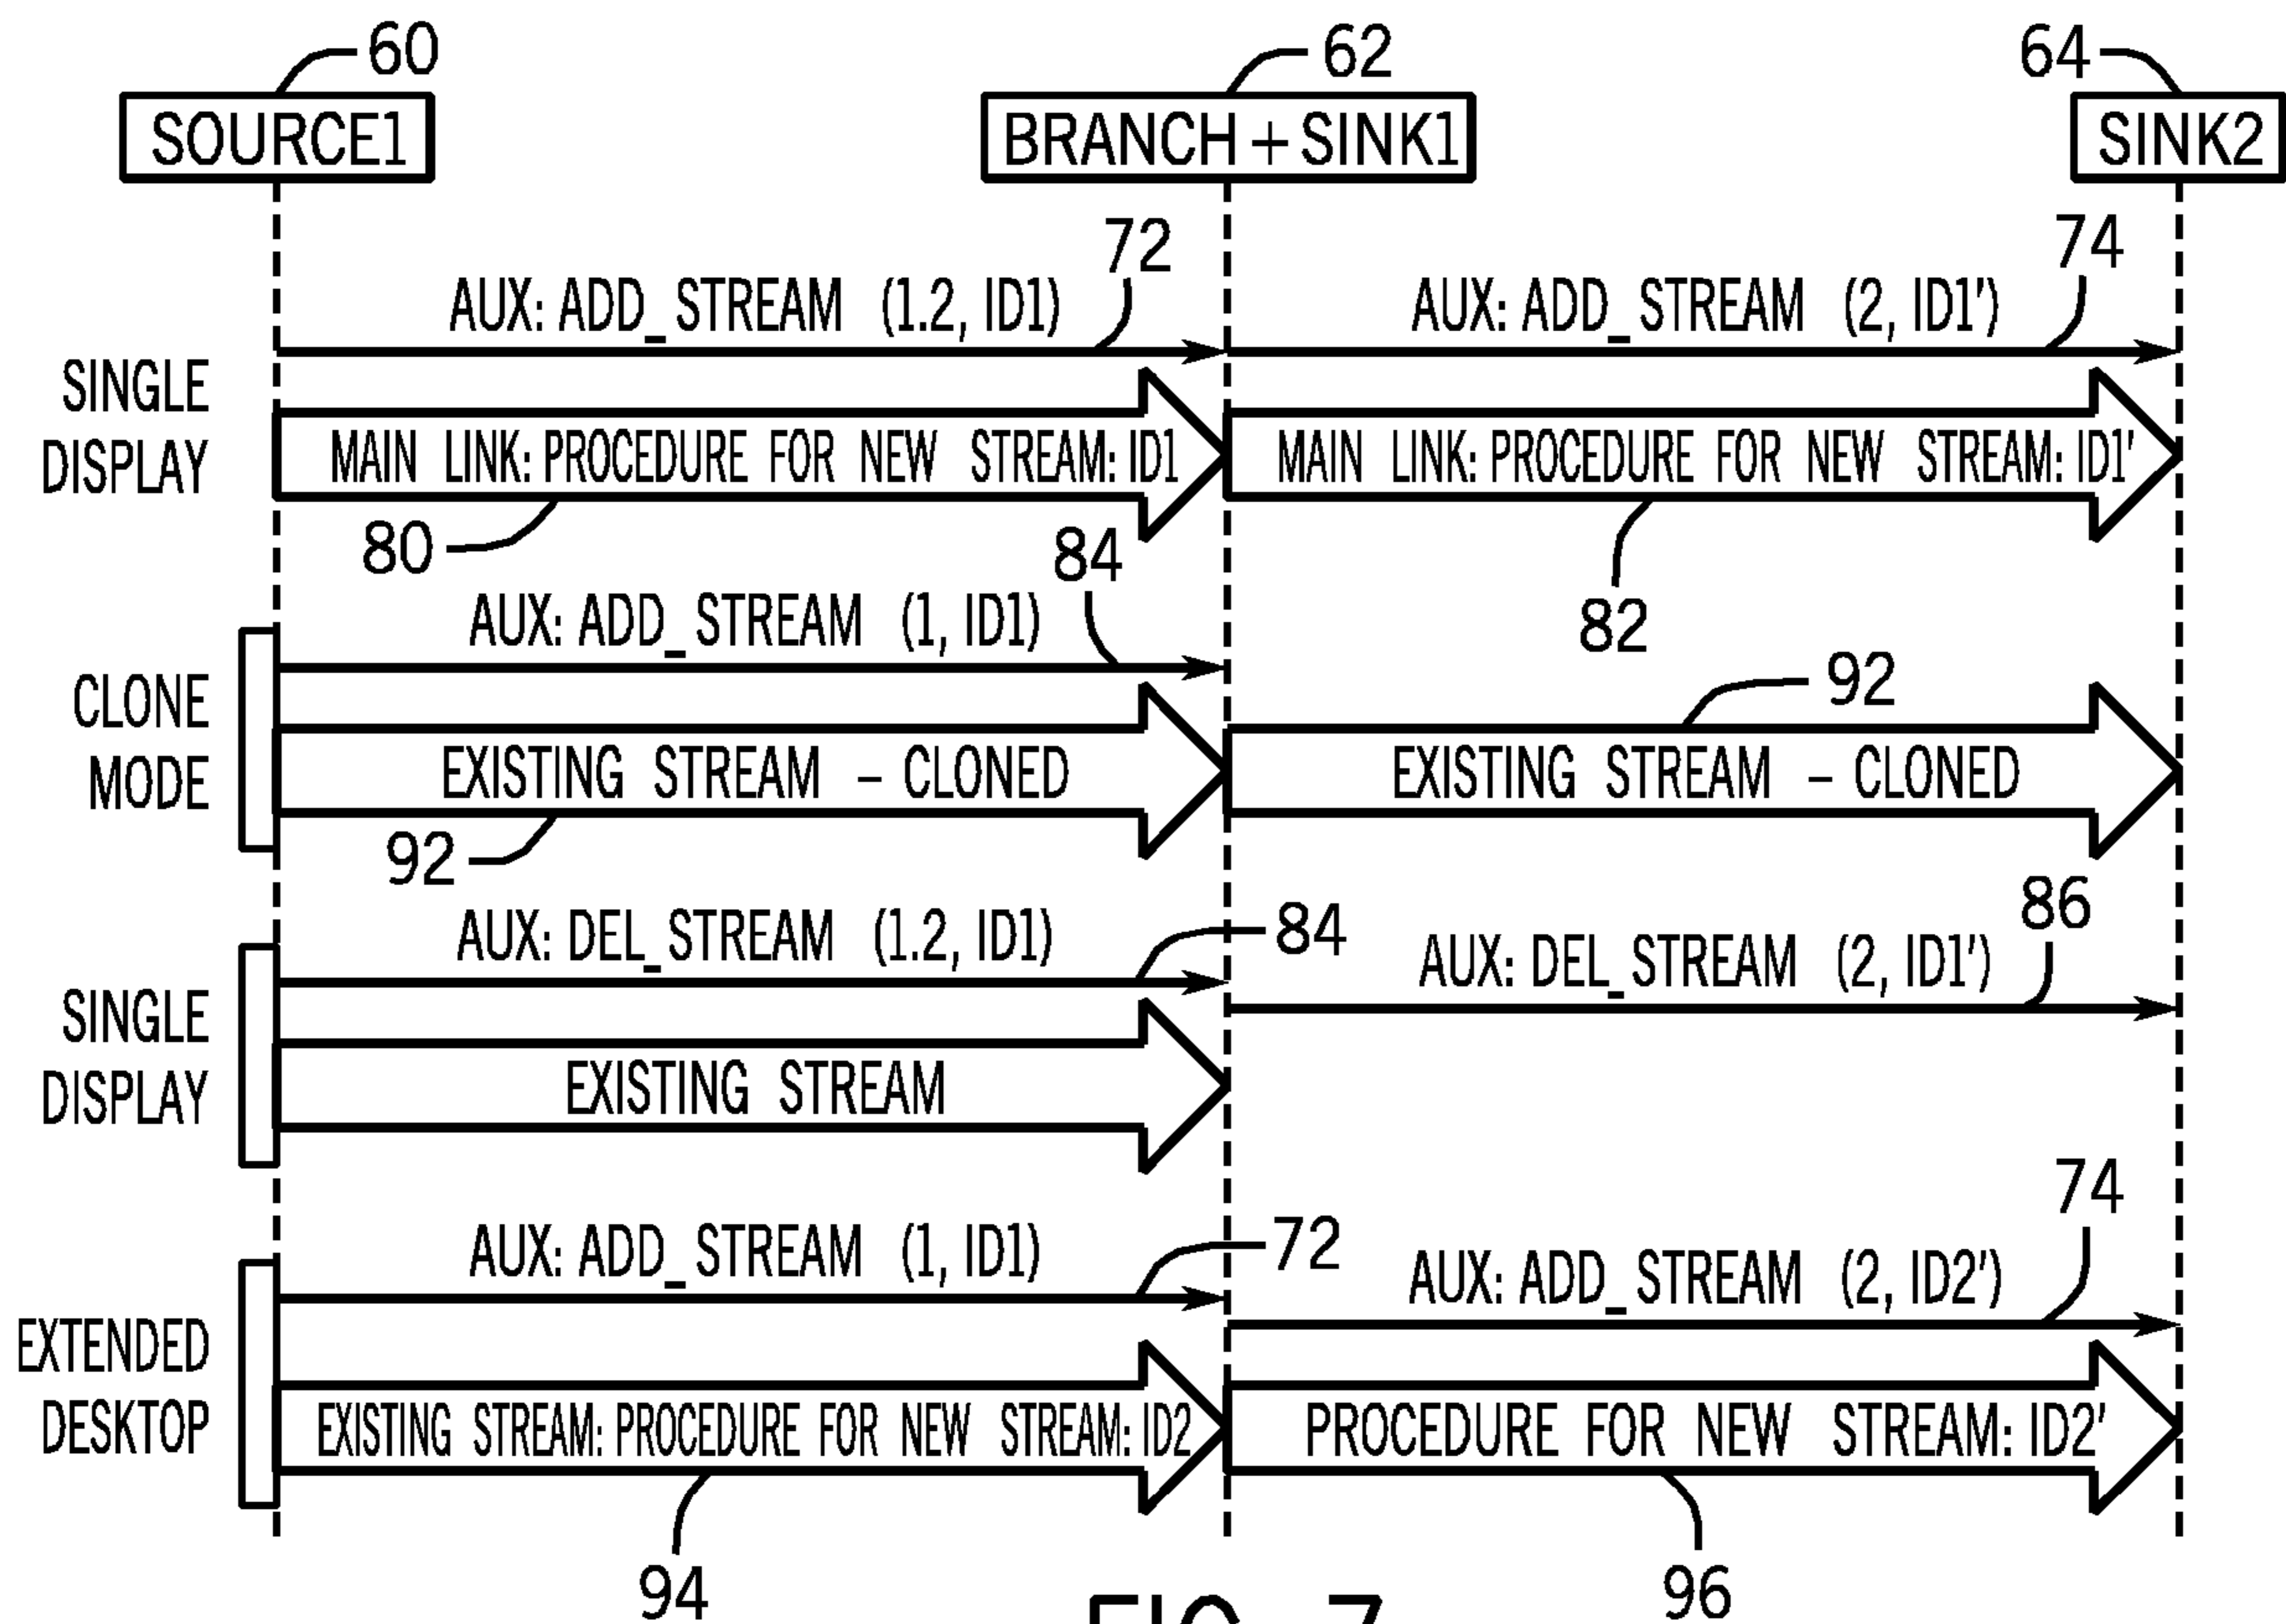 60
62
64
SOURCE1
BRANCH + SINK1
SINK2
72
74
AUX: ADD_STREAM (1.2, ID1)
AUX: ADD_STREAM (2, ID1')
SINGLE
DISPLAY
MAIN LINK: PROCEDURE FOR NEW STREAM: ID1
MAIN LINK: PROCEDURE FOR NEW STREAM: ID1'
80
84
82
AUX: ADD_STREAM (1, ID1)
CLONE
MODE
92
EXISTING STREAM – CLONED
EXISTING STREAM – CLONED
92
86
AUX: DEL_STREAM (1.2, ID1)
84
AUX: DEL_STREAM (2, ID1')
SINGLE
DISPLAY
EXISTING STREAM
74
AUX: ADD_STREAM (1, ID1)
72
AUX: ADD_STREAM (2, ID2')
EXTENDED
DESKTOP
EXISTING STREAM: PROCEDURE FOR NEW STREAM: ID2
PROCEDURE FOR NEW STREAM: ID2'
94
96
FIG. 7